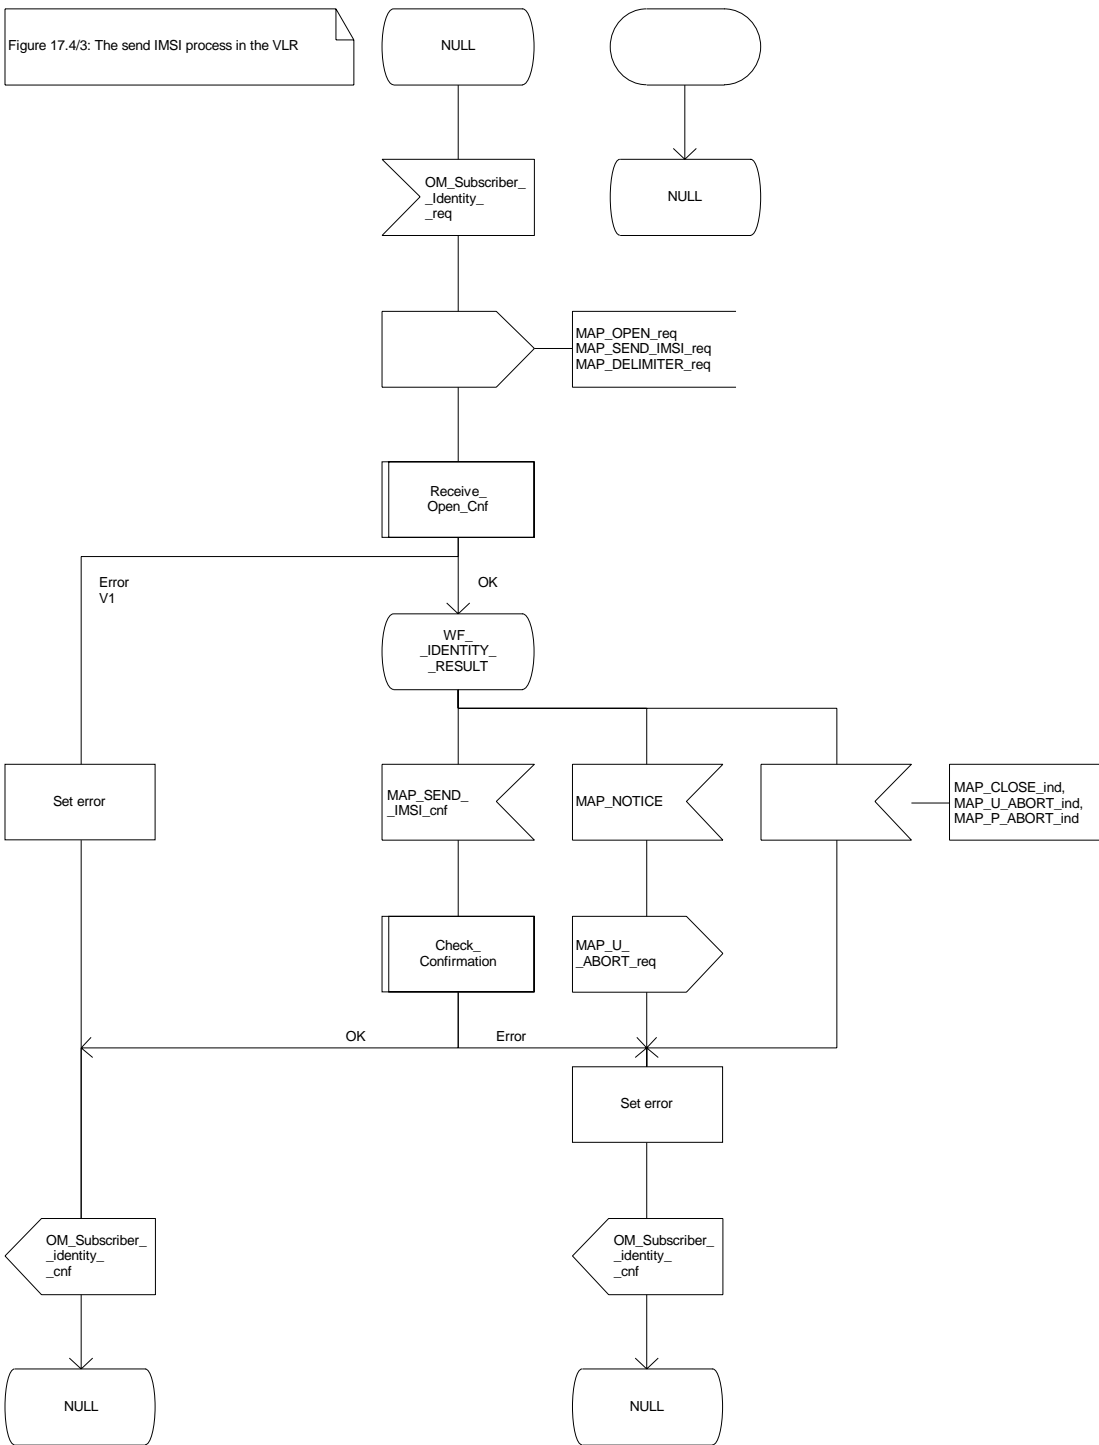 Figure 17.4/3: The send IMSI process in the VLR
NULL
OM_Subscriber_
_Identity_
_req
NULL
MAP_OPEN_req
MAP_SEND_IMSI_req
MAP_DELIMITER_req
Receive_
Open_Cnf
Error
V1
OK
WF_
_IDENTITY_
_RESULT
Set error
MAP_SEND_
_IMSI_cnf
MAP_NOTICE
MAP_CLOSE_ind,
MAP_U_ABORT_ind,
MAP_P_ABORT_ind
Check_
Confirmation
MAP_U_
_ABORT_req
OK
Error
Set error
OM_Subscriber_
_identity_
_cnf
OM_Subscriber_
_identity_
_cnf
NULL
NULL